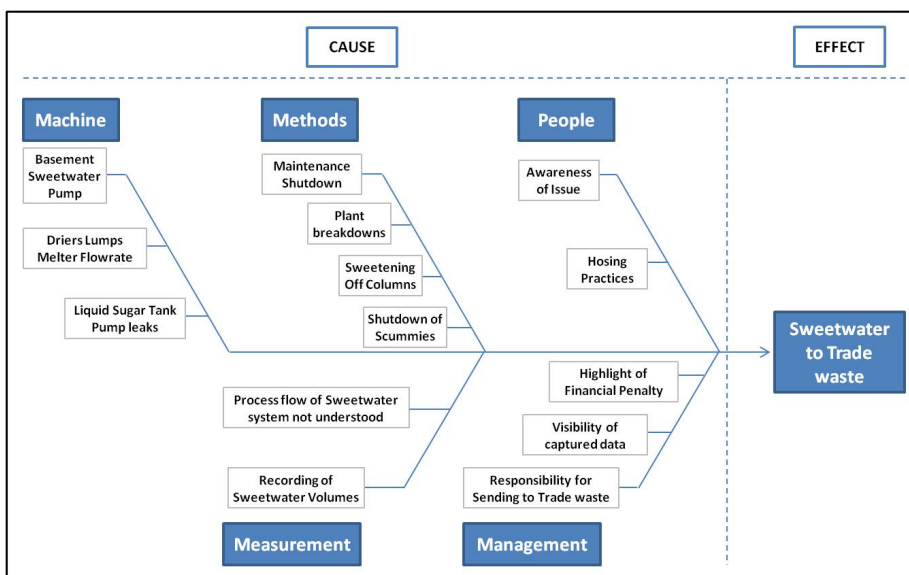 CAUSE
EFFECT
Machine
Methods
People
Basement
Sweetwater
Pump
Driers Lumps
Melter Flowrate
Liquid Sugar Tank
Pump leaks
Maintenance
Shutdown
Plant
breakdowns
Sweetening
Off Columns
Shutdown of
Scummies
Awareness
of Issue
Hosing
Practices
Sweetwater
to Trade
waste
Process flow of Sweetwater
system not understood
Recording of
Sweetwater Volumes
Highlight of
Financial Penalty
Visibility of
captured data
Responsibility for
Sending to Trade waste
Measurement
Management